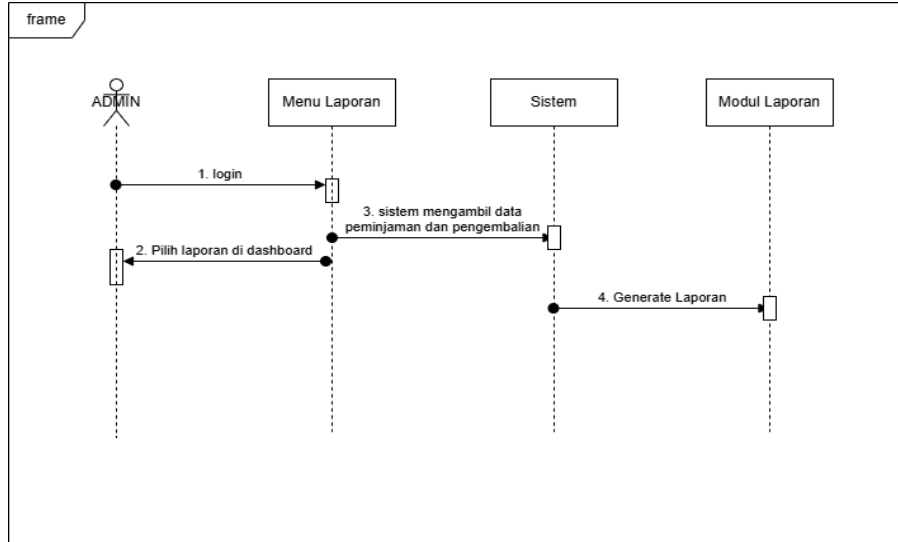 frame
ADMIN
Menu Laporan
Sistem
Modul Laporan
1. login
3. sistem mengambil data
peminjaman dan pengembalian
2. Pilih laporan di dashboard
4. Generate Laporan